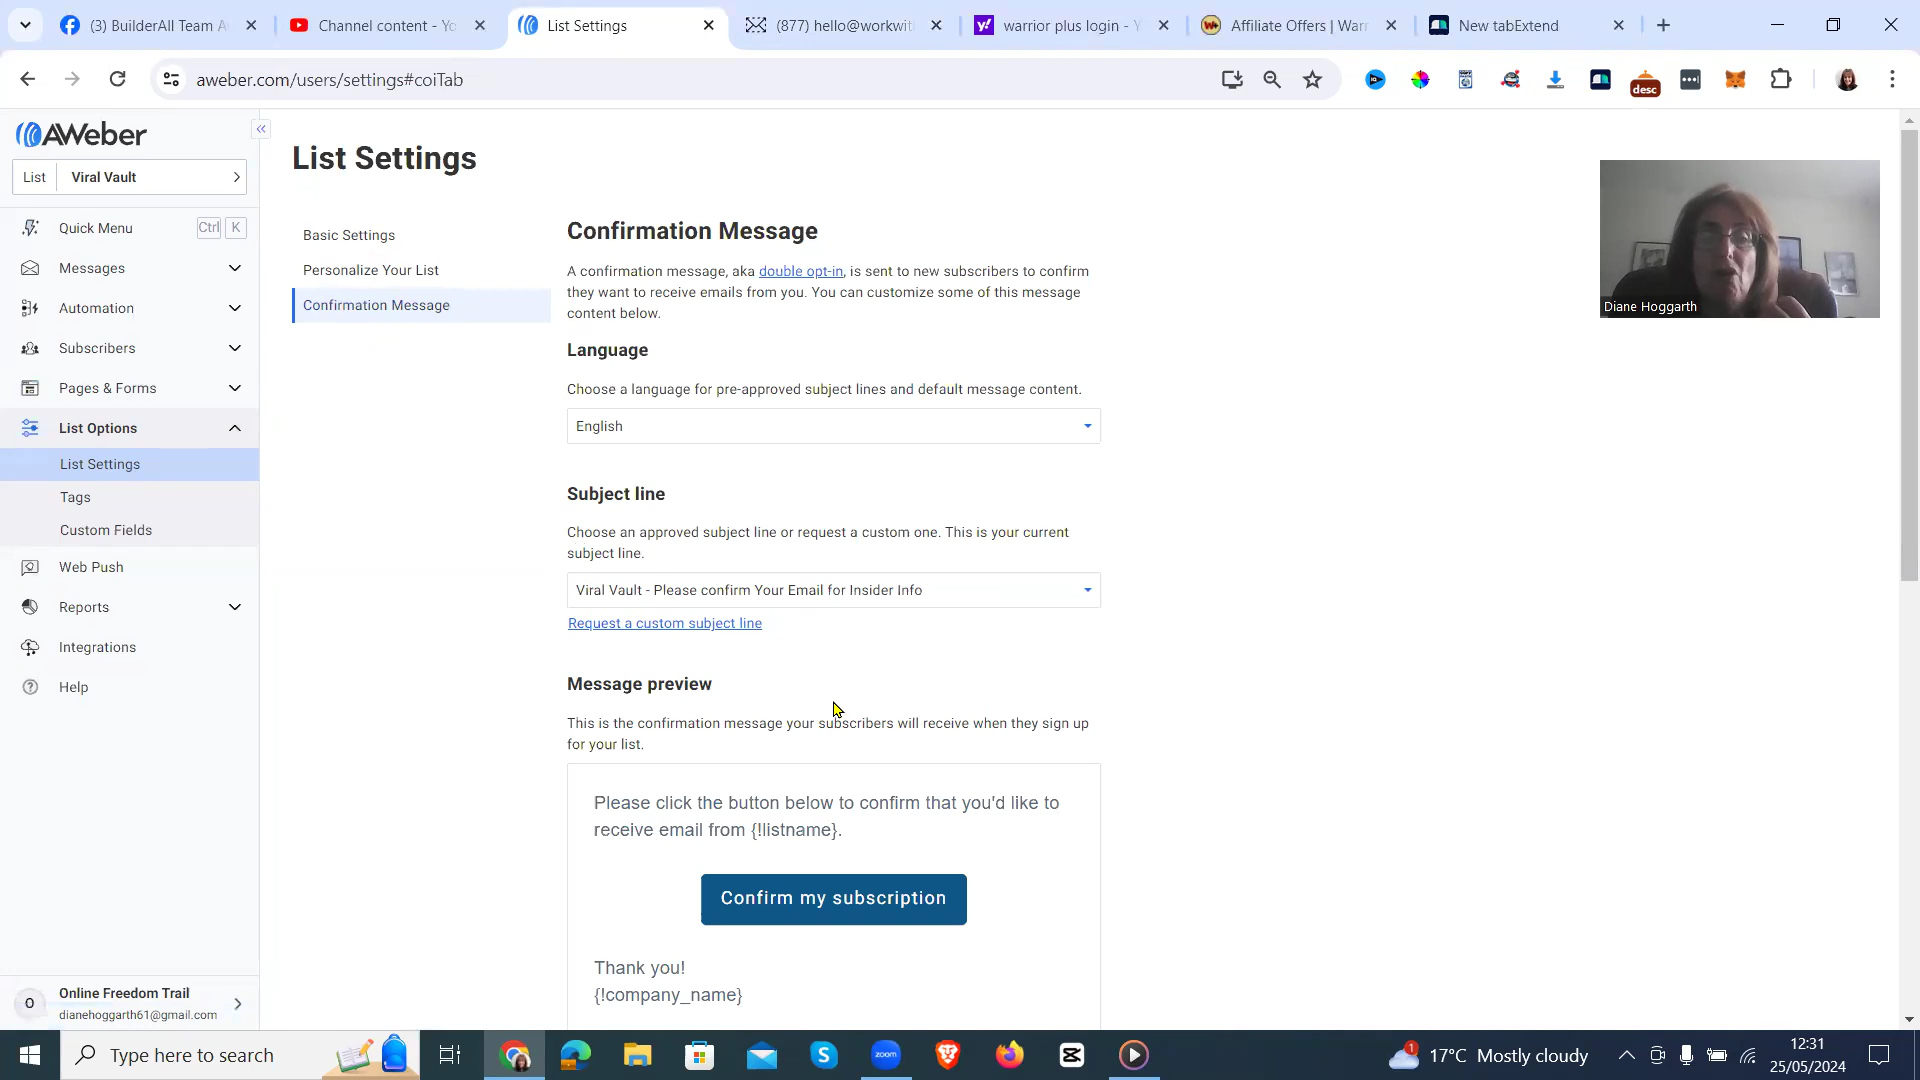 (3) BuilderAll Team A
Channel content - Yo
List Settings
(877) hello@workwit
warrior plus login - Y
Affiliate Offers | Warr
New tabExtend
aweber.com/users/settings#coiTab
desc
AWeber
List
Viral Vault
Quick Menu
Ctrl
K
Messages
Automation
Subscribers
Pages & Forms
List Options
List Settings
Tags
Custom Fields
Web Push
Reports
Integrations
Help
O
Online Freedom Trail
dianehoggarth61@gmail.com
List Settings
Basic Settings
Personalize Your List
Confirmation Message
Confirmation Message
A confirmation message, aka double opt-in, is sent to new subscribers to confirm
they want to receive emails from you. You can customize some of this message
content below.
Language
Choose a language for pre-approved subject lines and default message content.
English
Subject line
Choose an approved subject line or request a custom one. This is your current
subject line.
Viral Vault - Please confirm Your Email for Insider Info
Request a custom subject line
Message preview
This is the confirmation message your subscribers will receive when they sign up
for your list.
Please click the button below to confirm that you'd like to
receive email from {!listname}.
Confirm my subscription
Thank you!
{!company_name}
Diane Hoggarth
Type here to search
zoom
1
17°C Mostly cloudy
12:31
25/05/2024